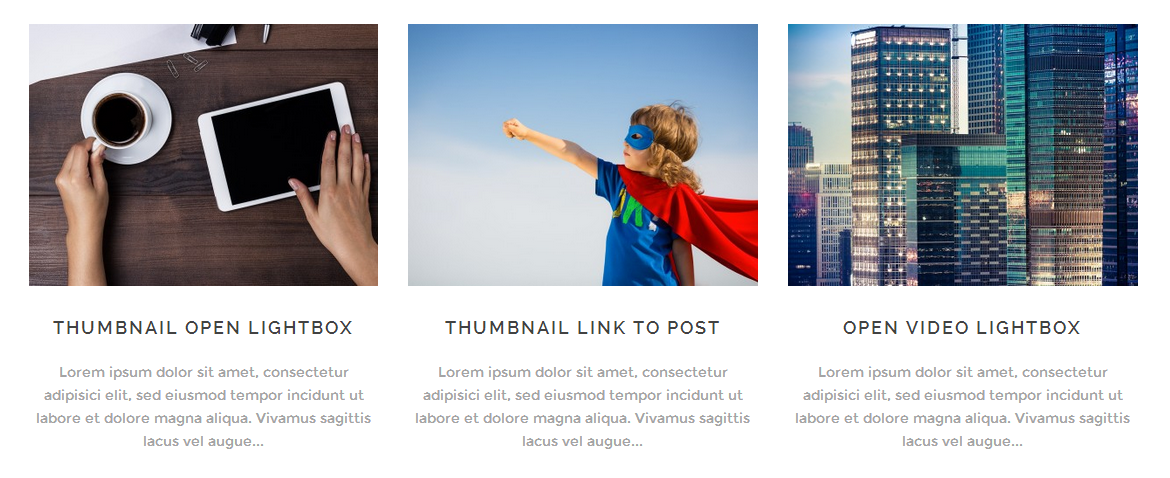 THUMBNAIL OPEN LIGHTBOX
Lorem ipsum dolor sit amet, consectetur
adipisici elit, sed eiusmod tempor incidunt ut
labore et dolore magna aliqua. Vivamus sagittis
lacus vel augue...
THUMBNAIL LINK TO POST
Lorem ipsum dolor sit amet, consectetur
adipisici elit, sed eiusmod tempor incidunt ut
labore et dolore magna aliqua. Vivamus sagittis
lacus vel augue...
OPEN VIDEO LIGHTBOX
Lorem ipsum dolor sit amet, consectetur
adipisici elit, sed eiusmod tempor incidunt ut
labore et dolore magna aliqua. Vivamus sagittis
lacus vel augue...